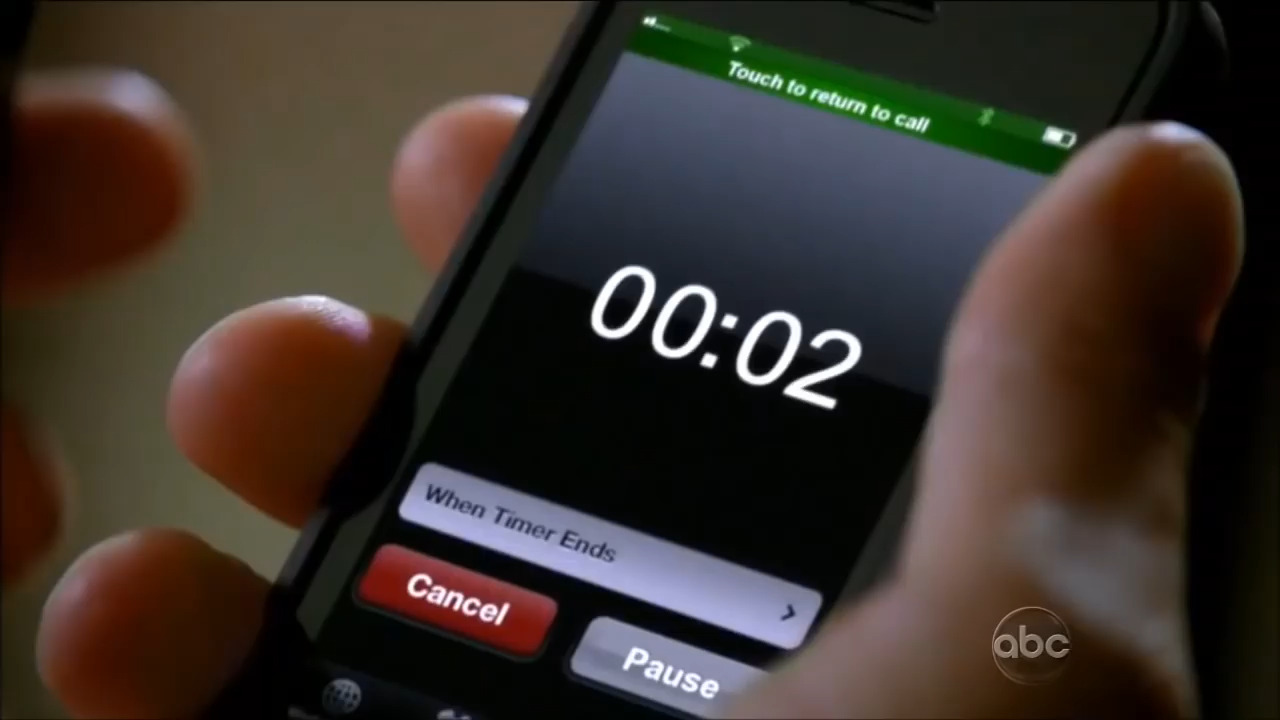 Touch to return to call
00:02
When Timer Ends
Cancel
Pause
abc